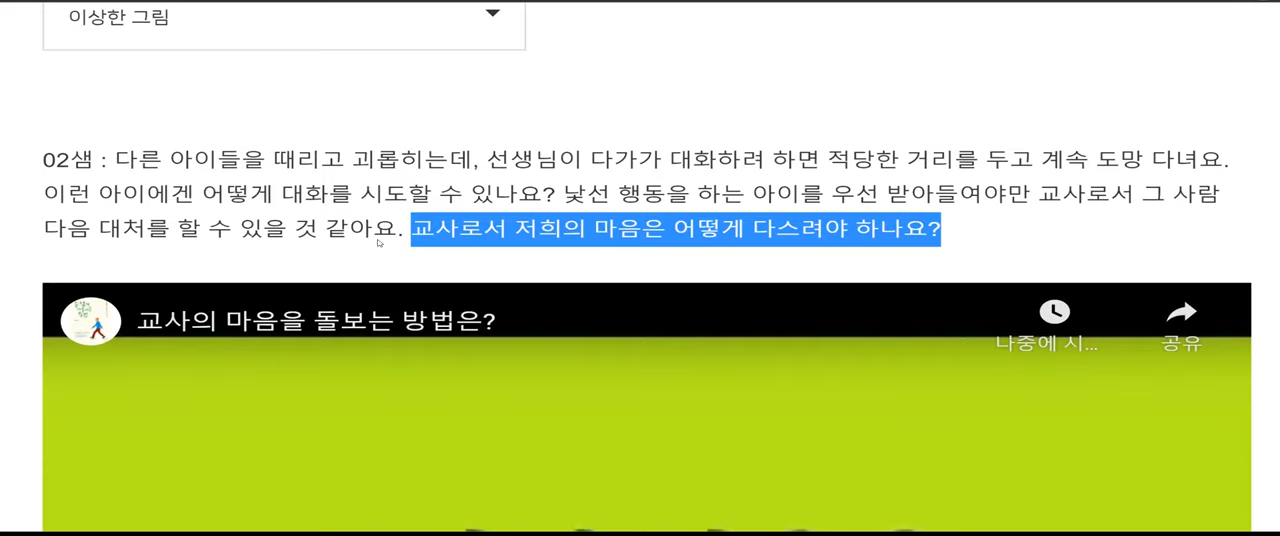 이상한 그림
02샘 : 다른 아이들을 때리고 괴롭히는데, 선생님이 다가가 대화하려 하면 적당한 거리를 두고 계속 도망 다녀요.
이런 아이에겐 어떻게 대화를 시도할 수 있나요? 낯선 행동을 하는 아이를 우선 받아들여야만 교사로서 그 사람
다음 대처를 할 수 있을 것 같아요. 교사로서 저희의 마음은 어떻게 다스려야 하나요?
교사의 마음을 돌보는 방법은?
나중에 시...
공유